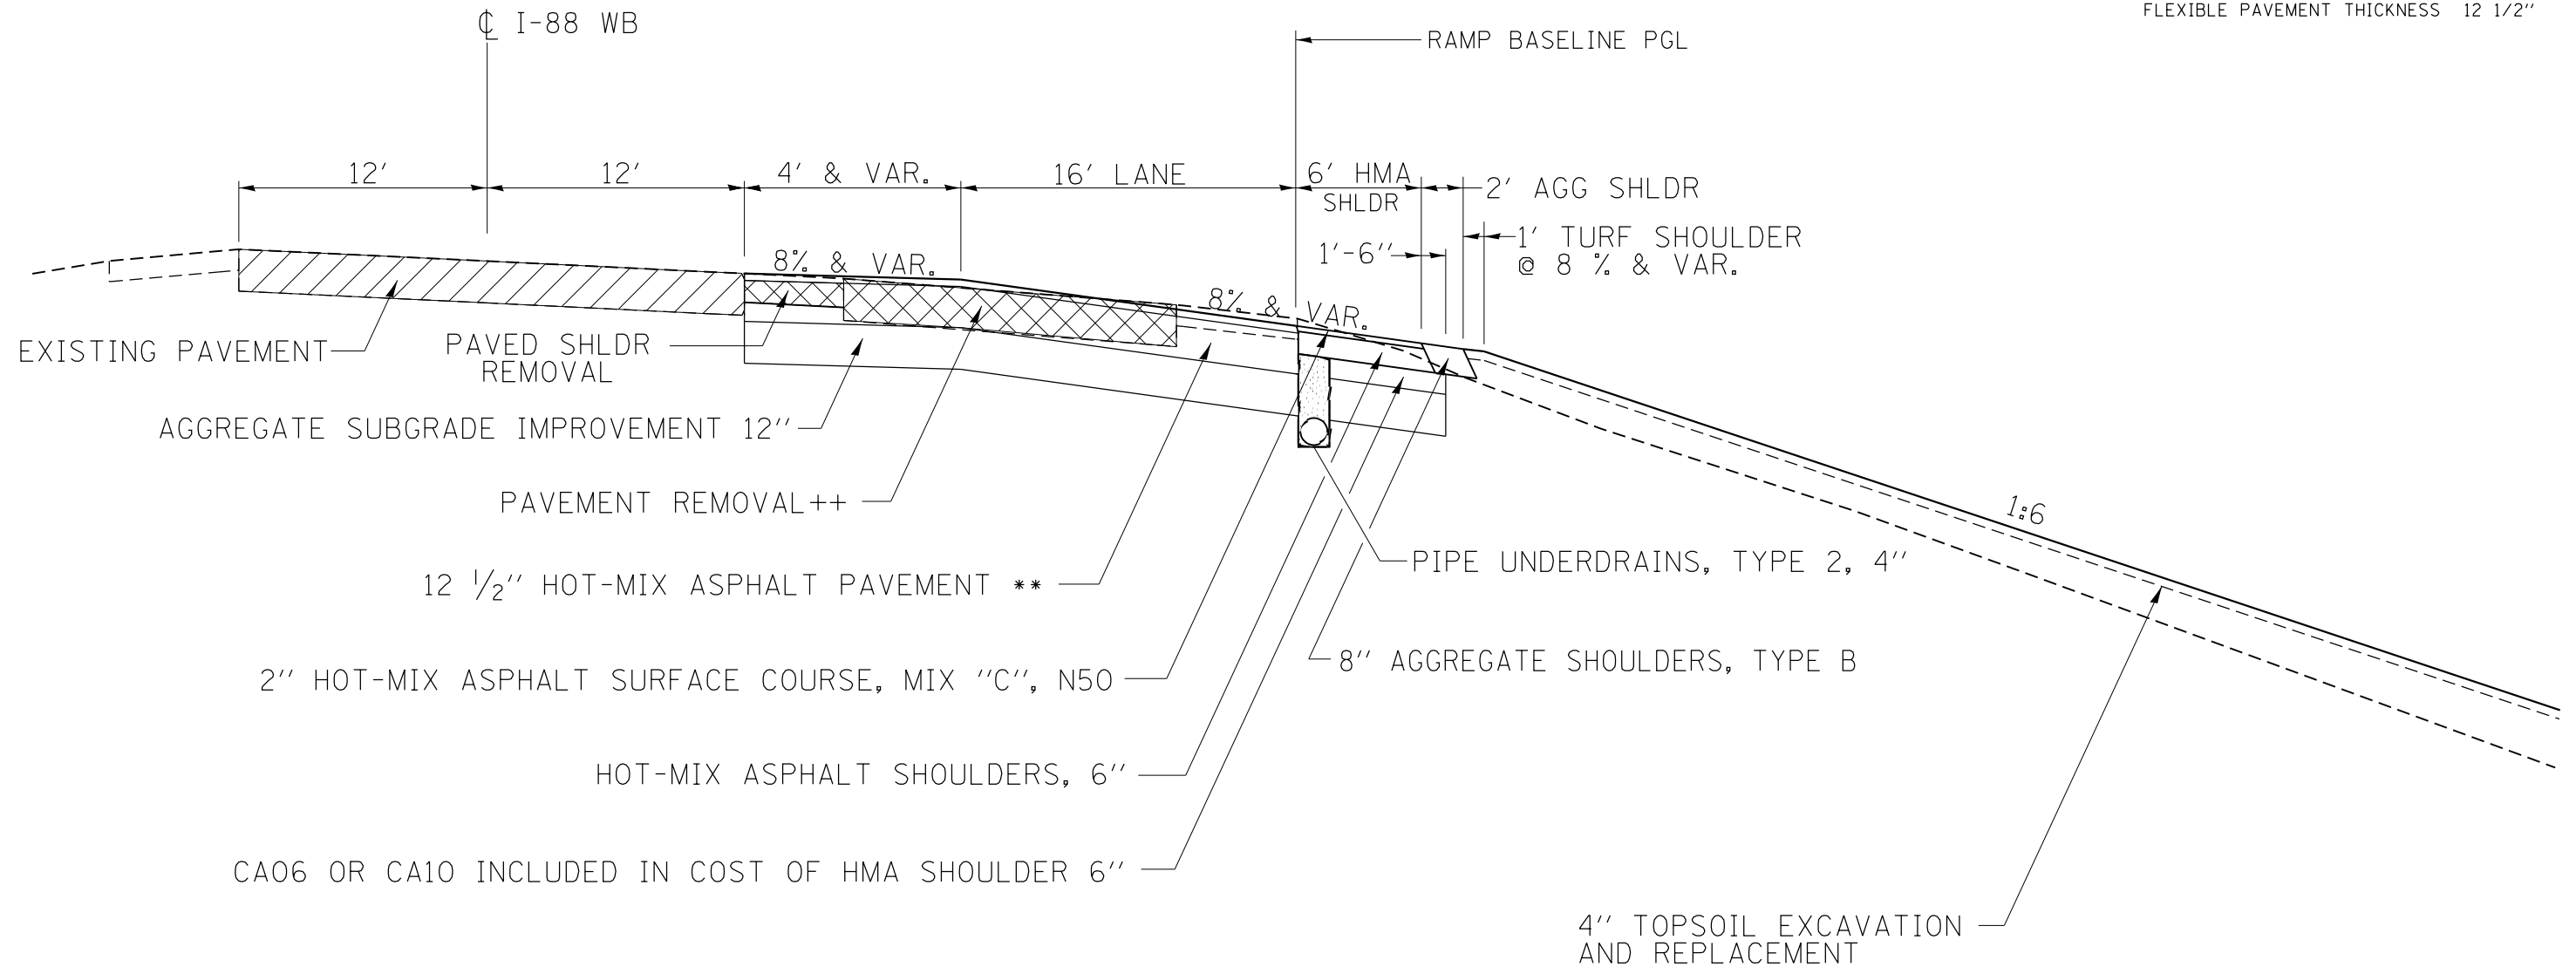 FLEXIBLE PAVEMENT THICKNESS 12 1/2"
℄ I-88 WB
RAMP BASELINE PGL
12'
12'
4' & VAR.
16' LANE
6' HMA
SHLDR
2' AGG SHLDR
1' TURF SHOULDER
@ 8 % & VAR.
1'-6"
8% & VAR.
8% & VAR.
EXISTING PAVEMENT
PAVED SHLDR
REMOVAL
AGGREGATE SUBGRADE IMPROVEMENT 12"
PAVEMENT REMOVAL++
1:6
PIPE UNDERDRAINS, TYPE 2, 4"
12 1/2" HOT-MIX ASPHALT PAVEMENT **
8" AGGREGATE SHOULDERS, TYPE B
2" HOT-MIX ASPHALT SURFACE COURSE, MIX "C", N50
HOT-MIX ASPHALT SHOULDERS, 6"
CA06 OR CA10 INCLUDED IN COST OF HMA SHOULDER 6"
4" TOPSOIL EXCAVATION
AND REPLACEMENT